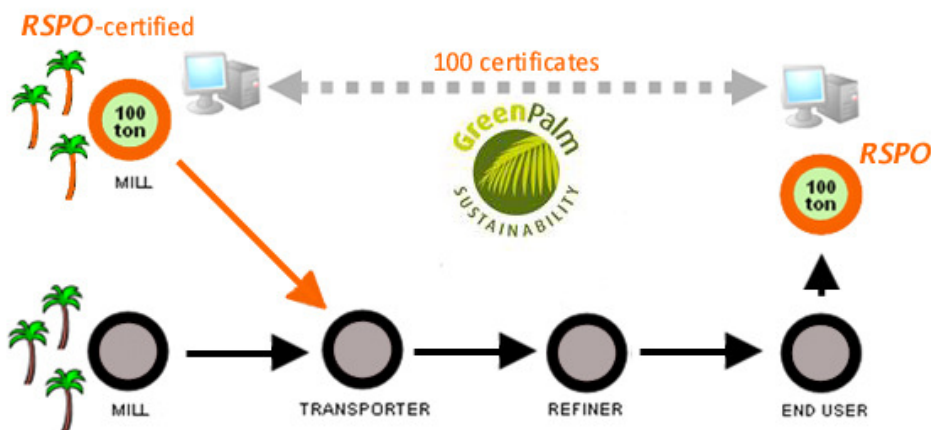 RSPO-certified
100 certificates
100
ton
MILL
GreenPalm
SUSTAINABILITY
RSPO
100
ton
MILL
TRANSPORTER
REFINER
END USER